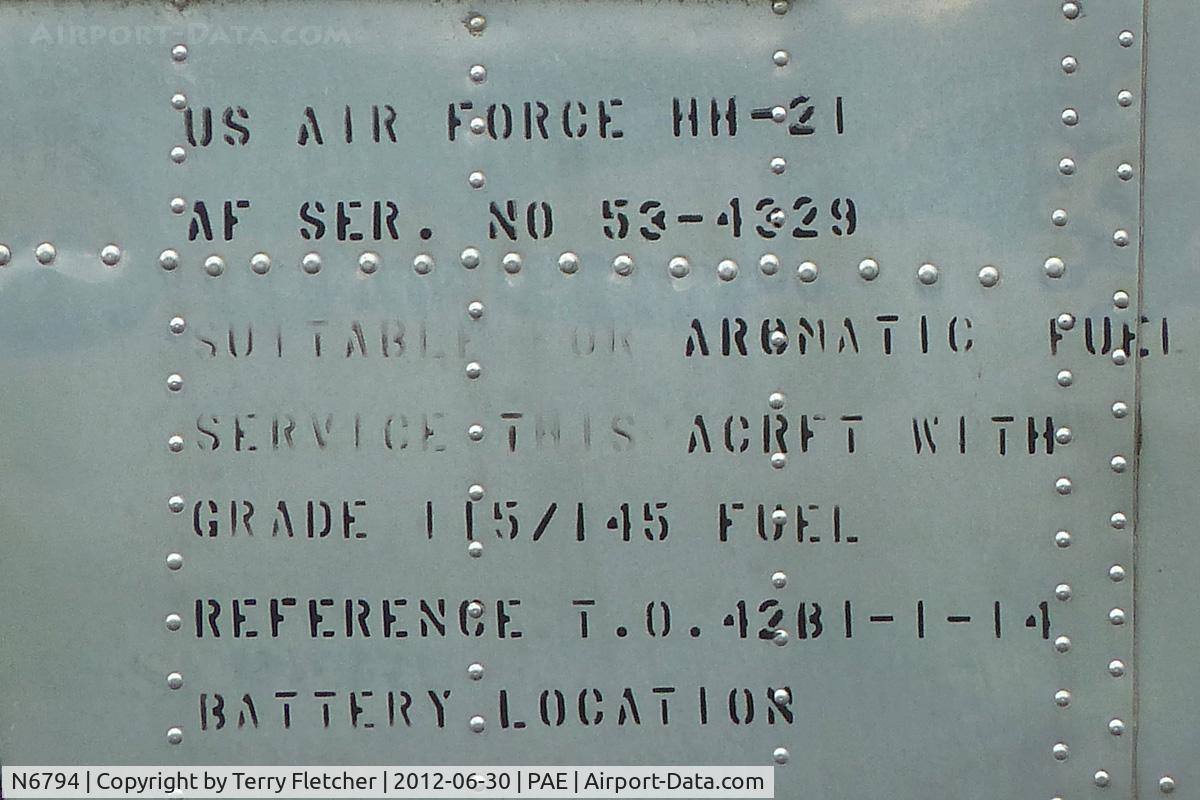 AIRPORT-DATA.COM
US AIR FORCE HH-21
AF SER. NO 53-4329
SUITABLE FOR AROMATIC FUEL
SERVICE THIS ACRFT WITH
GRADE 115/145 FUEL
REFERENCE T.O.42B1-1-14
BATTERY LOCATION
N6794 | Copyright by Terry Fletcher | 2012-06-30 | PAE | Airport-Data.com